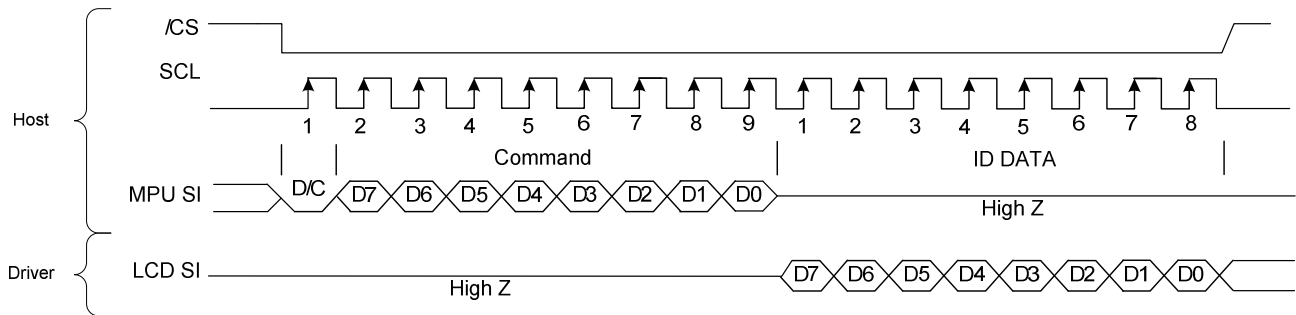 /CS
SCL
Host
1 2 3 4 5 6 7 8 9 1 2 3 4 5 6 7 8
Command ID DATA
MPU SI D/C D7 D6 D5 D4 D3 D2 D1 D0
High Z
Driver LCD SI D7 D6 D5 D4 D3 D2 D1 D0
High Z